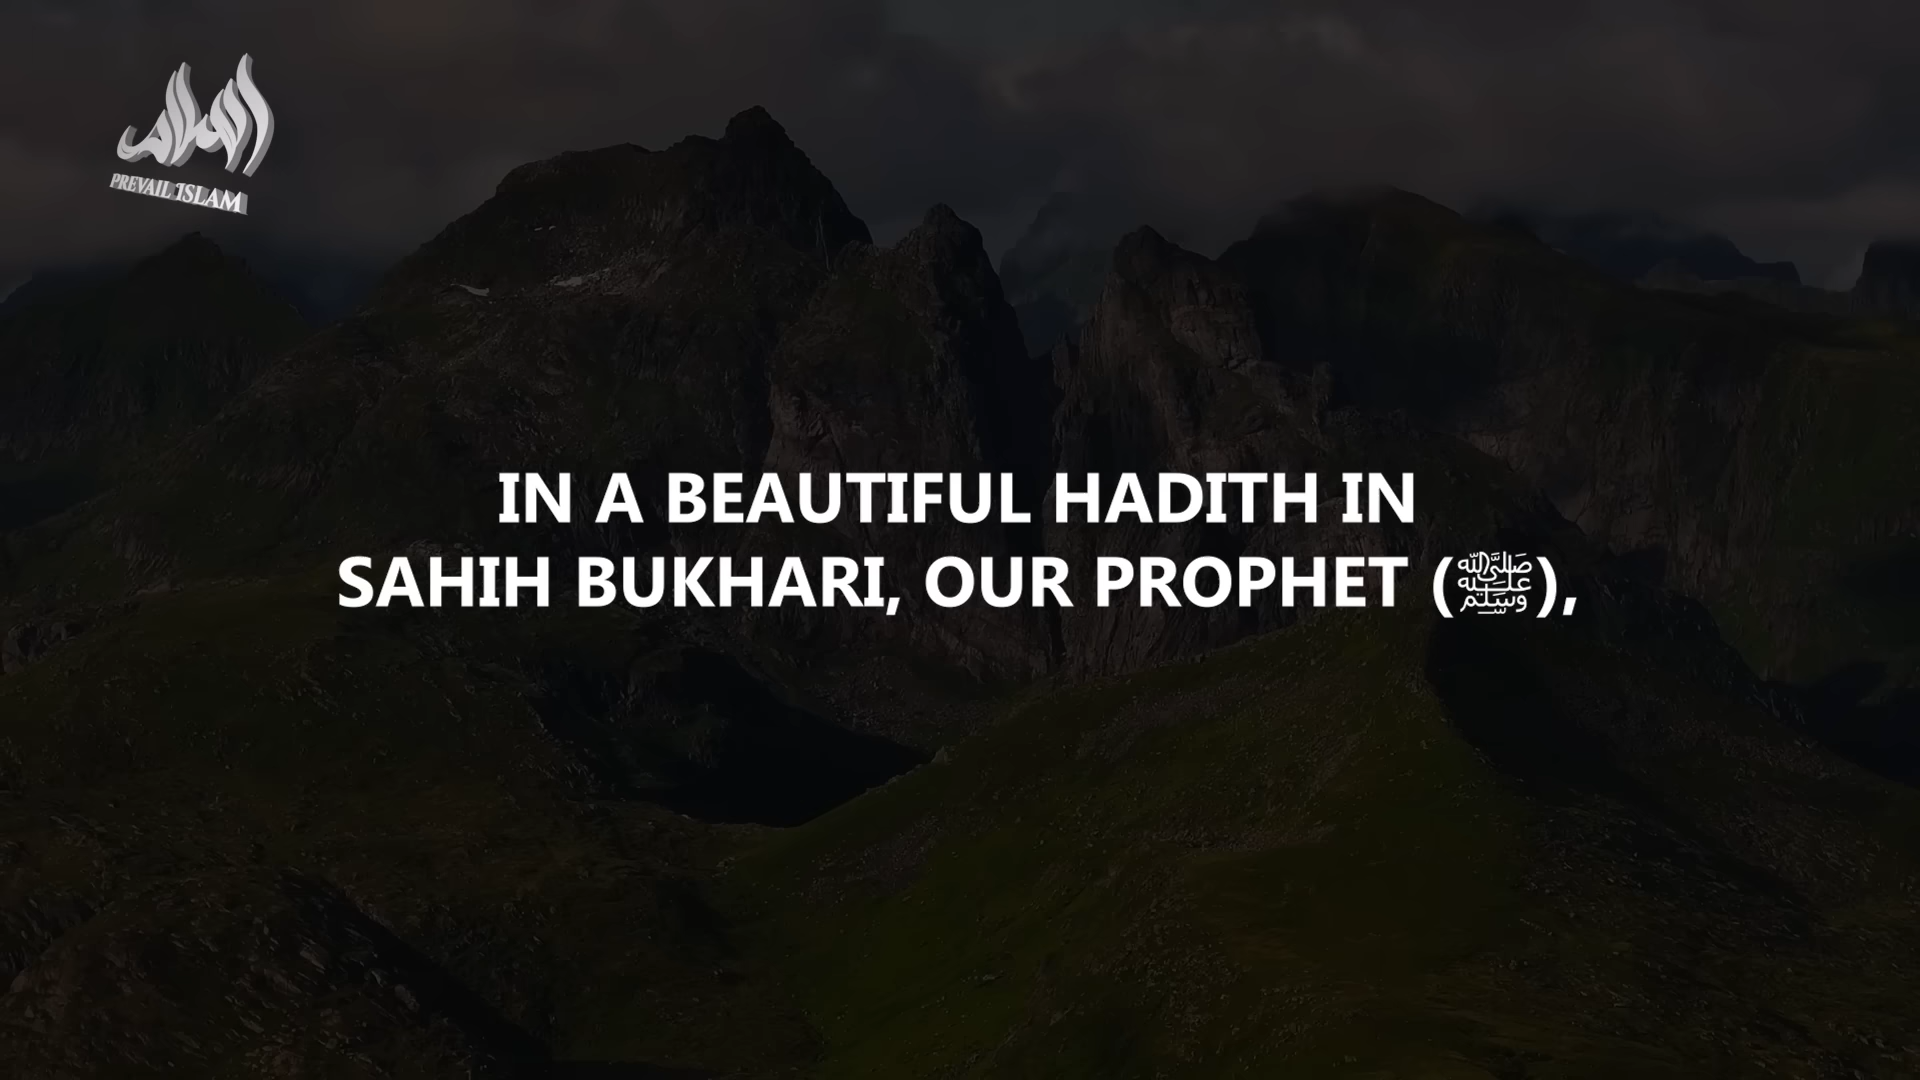 PREVAIL ISLAM
IN A BEAUTIFUL HADITH IN
SAHIH BUKHARI, OUR PROPHET (ﷺ),